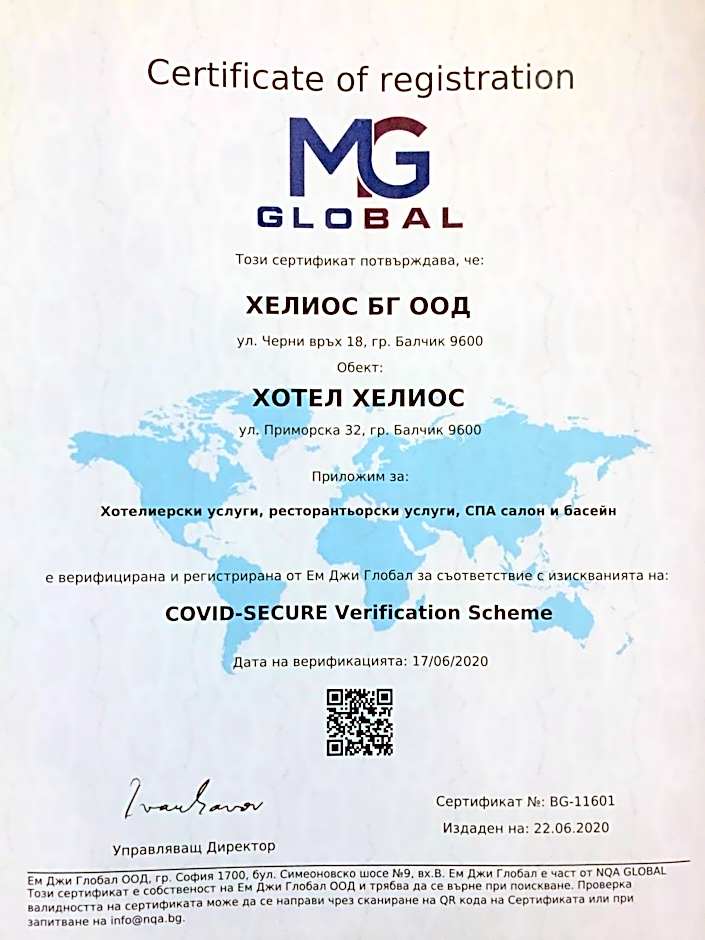 Certificate of registration
MG
GLOBAL
Този сертификат потвърждава, че:
ХЕЛИОС БГ ООД
ул. Черни връх 18, гр. Балчик 9600
Обект:
ХОТЕЛ ХЕЛИОС
ул. Приморска 32, гр. Балчик 9600
Приложим за:
Хотелиерски услуги, ресторантьорски услуги, СПА салон и басейн
е верифицирана и регистрирана от Ем Джи Глобал за съответствие с изискванията на:
COVID-SECURE Verification Scheme
Дата на верификацията: 17/06/2020
Сертификат №: BG-11601
Издаден на: 22.06.2020
Управляващ Директор
Ем Джи Глобал ООД, гр. София 1700, бул. Симеоновско шосе №9, вх.В. Ем Джи Глобал е част от NQA GLOBAL
Този сертификат е собственост на Ем Джи Глобал ООД и трябва да се върне при поискване. Проверка
валидността на сертификата може да се направи чрез сканиране на QR кода на Сертификата или при
запитване на info@nqa.bg.